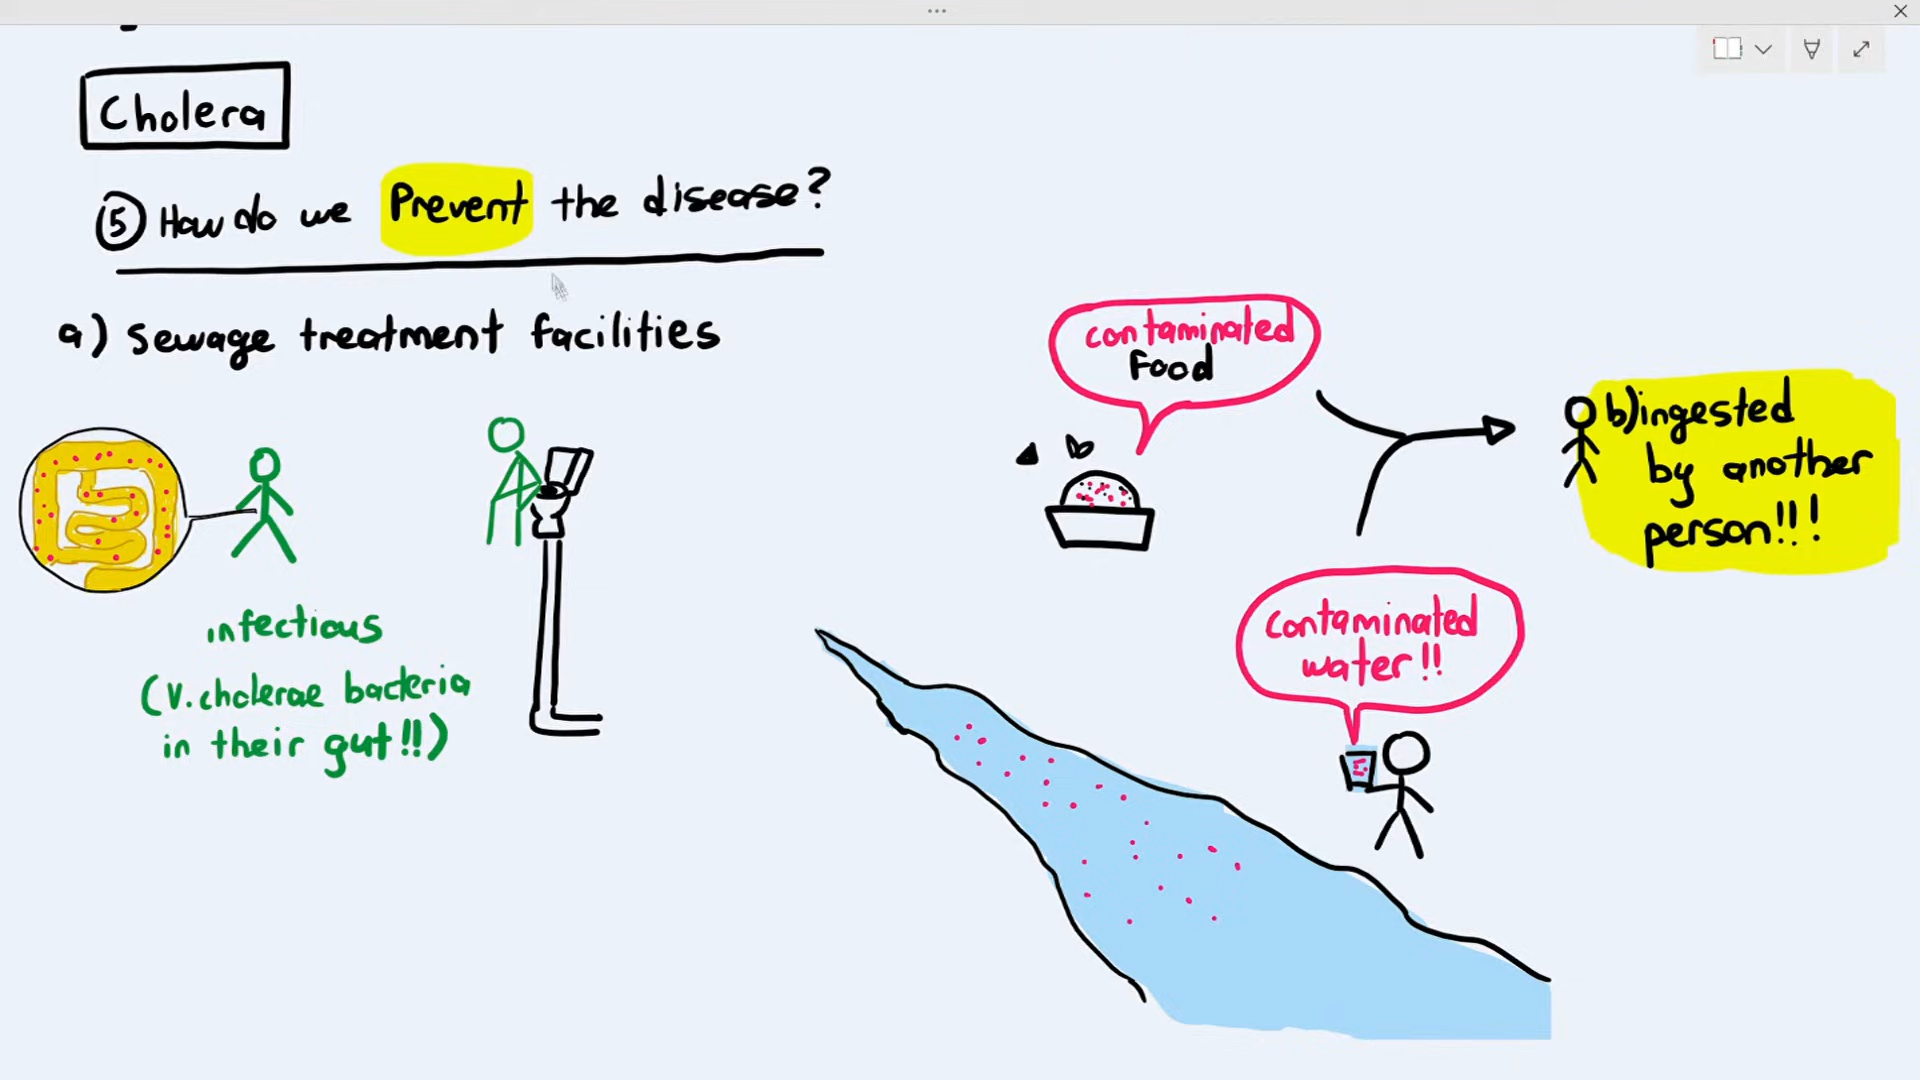 Cholera
⑤ How do we Prevent the disease?
a) sewage treatment facilities
infectious
(V.cholerae bacteria
in their gut!!)
contaminated
Food
contaminated
water!!
b) ingested
by another
person!!!